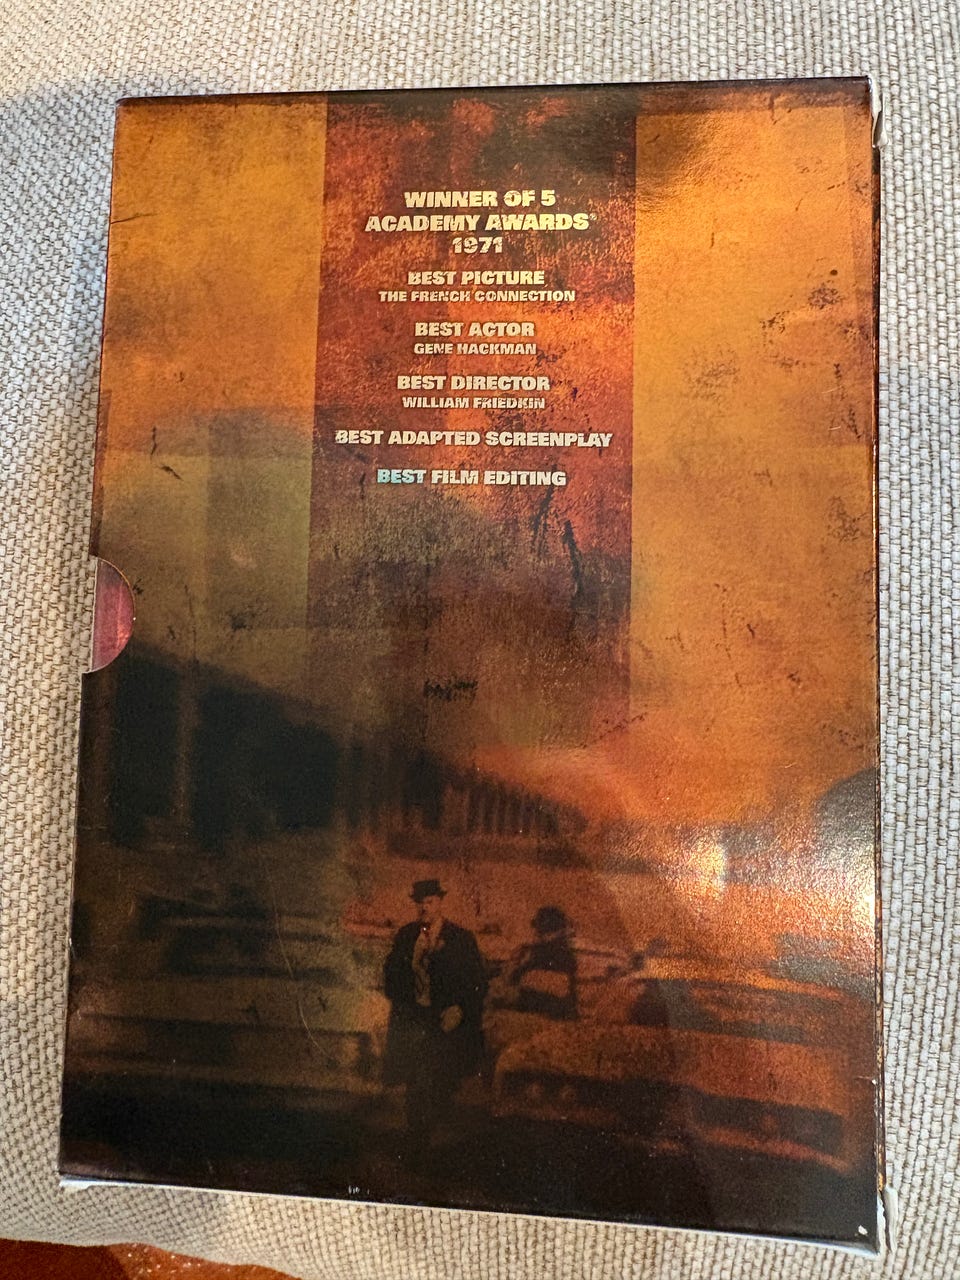 WINNER OF 5
ACADEMY AWARDS®
1971
BEST PICTURE
THE FRENCH CONNECTION
BEST ACTOR
GENE HACKMAN
BEST DIRECTOR
WILLIAM FRIEDKIN
BEST ADAPTED SCREENPLAY
BEST FILM EDITING